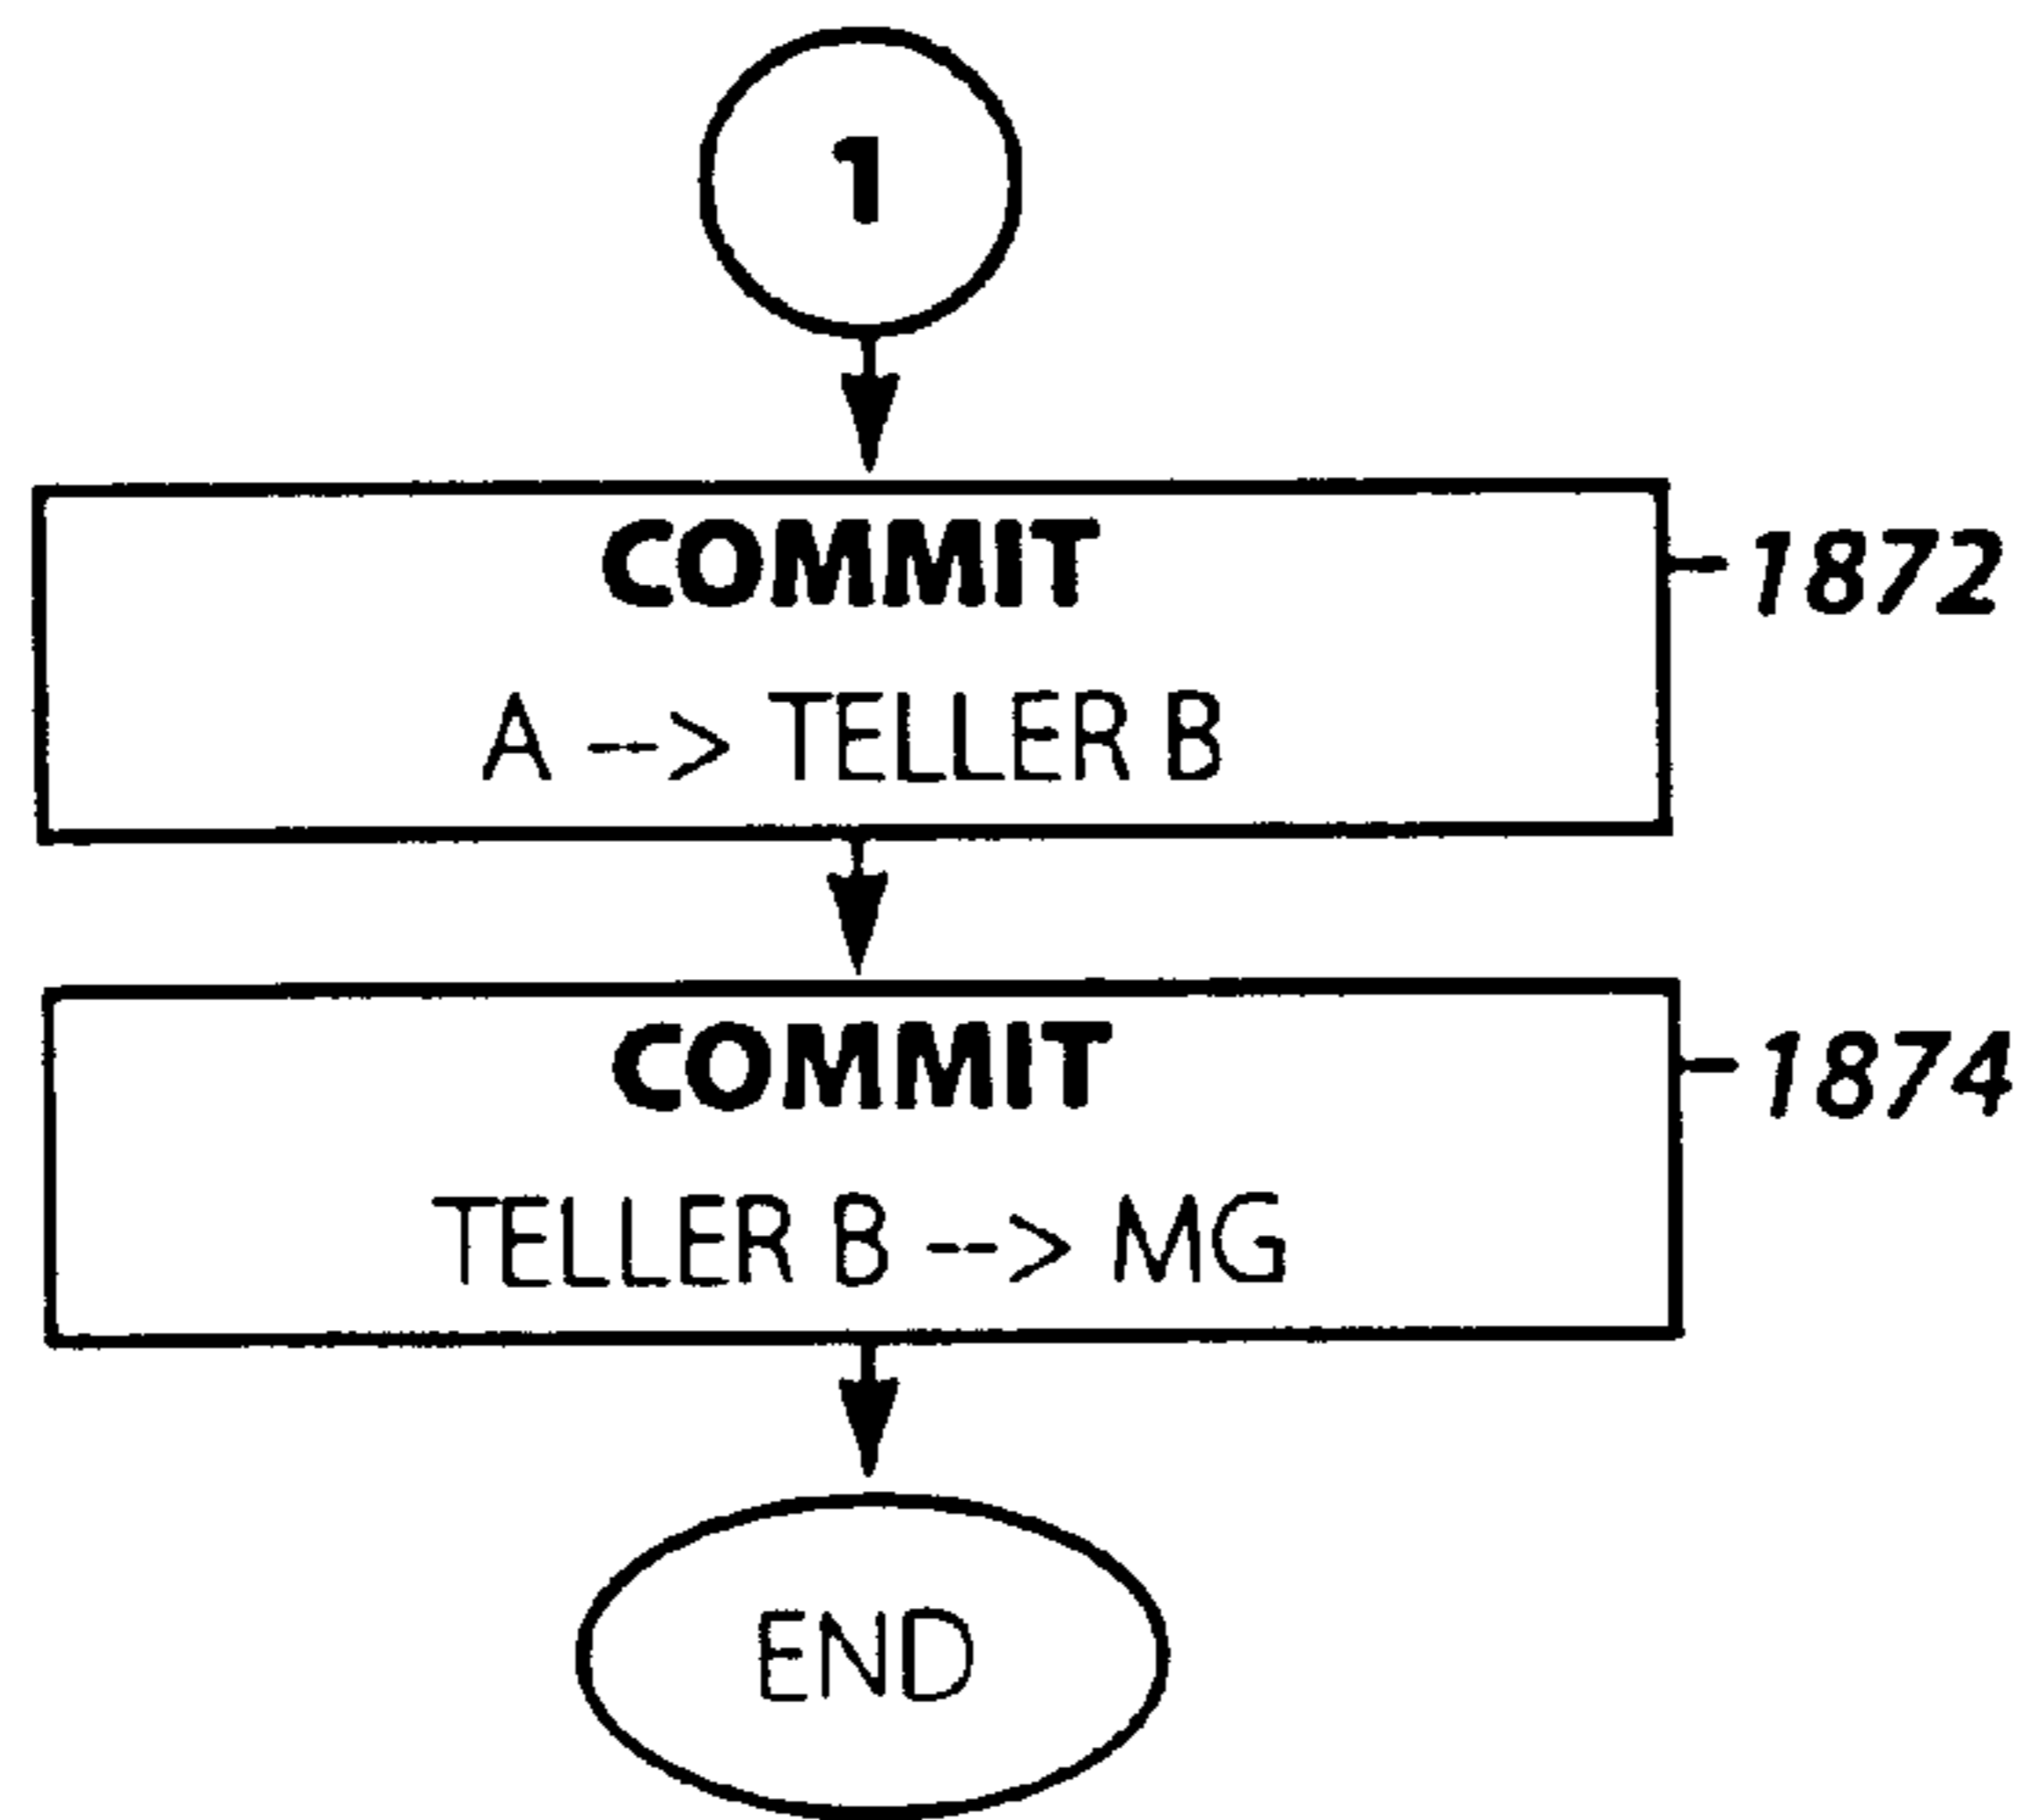 1
COMMIT
1872
A --> TELLER B
COMMIT
1874
TELLER B --> MG
END